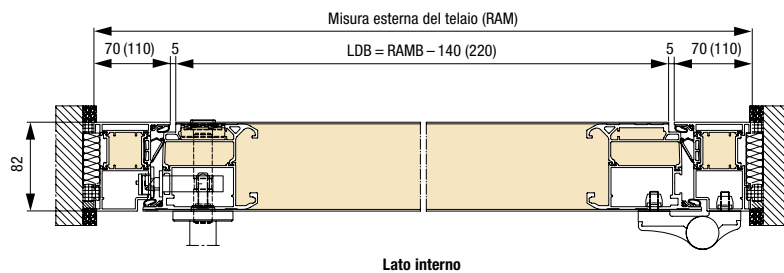 Misura esterna del telaio (RAM)
70 (110) 5 LDB = RAMB – 140 (220) 5 70 (110)
82
Lato interno